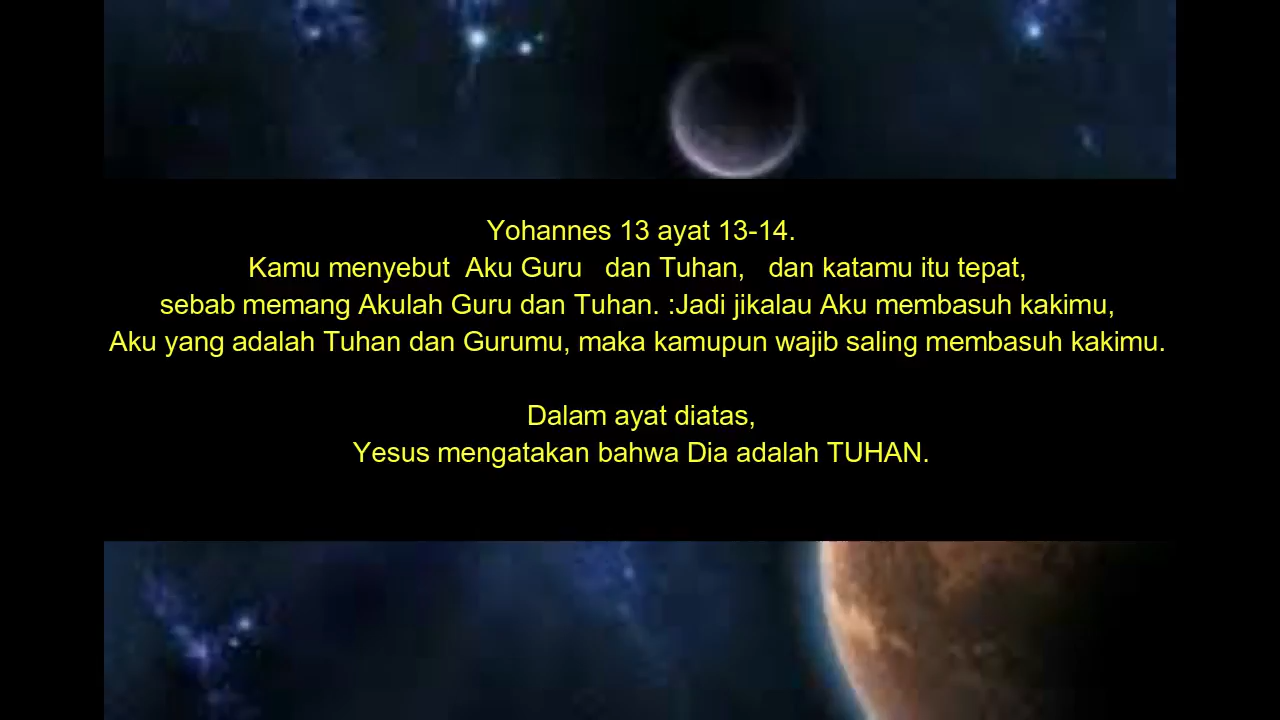 Yohannes 13 ayat 13-14.
Kamu menyebut  Aku Guru   dan Tuhan,   dan katamu itu tepat,
sebab memang Akulah Guru dan Tuhan. :Jadi jikalau Aku membasuh kakimu,
Aku yang adalah Tuhan dan Gurumu, maka kamupun wajib saling membasuh kakimu.
Dalam ayat diatas,
Yesus mengatakan bahwa Dia adalah TUHAN.